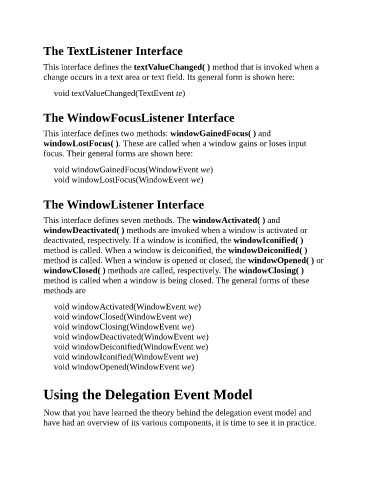 The TextListener Interface
This interface defines the textValueChanged( ) method that is invoked when a
change occurs in a text area or text field. Its general form is shown here:
void textValueChanged(TextEvent te)
The WindowFocusListener Interface
This interface defines two methods: windowGainedFocus( ) and
windowLostFocus( ). These are called when a window gains or loses input
focus. Their general forms are shown here:
void windowGainedFocus(WindowEvent we)
void windowLostFocus(WindowEvent we)
The WindowListener Interface
This interface defines seven methods. The windowActivated( ) and
windowDeactivated( ) methods are invoked when a window is activated or
deactivated, respectively. If a window is iconified, the windowIconified( )
method is called. When a window is deiconified, the windowDeiconified( )
method is called. When a window is opened or closed, the windowOpened( ) or
windowClosed( ) methods are called, respectively. The windowClosing( )
method is called when a window is being closed. The general forms of these
methods are
void windowActivated(WindowEvent we)
void windowClosed(WindowEvent we)
void windowClosing(WindowEvent we)
void windowDeactivated(WindowEvent we)
void windowDeiconified(WindowEvent we)
void windowIconified(WindowEvent we)
void windowOpened(WindowEvent we)
Using the Delegation Event Model
Now that you have learned the theory behind the delegation event model and
have had an overview of its various components, it is time to see it in practice.